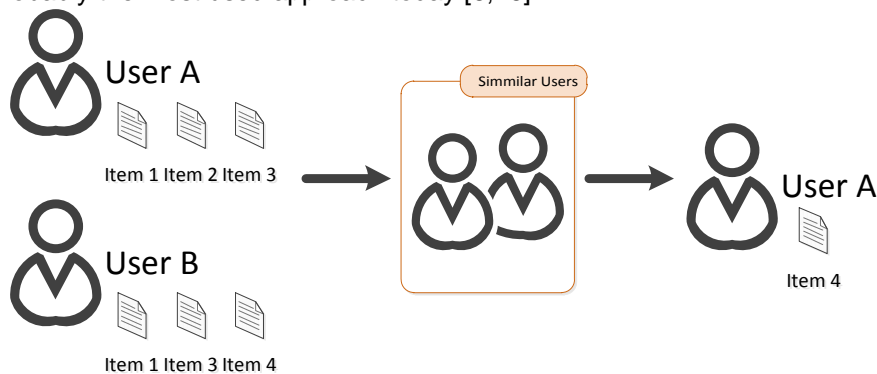 User A
Item 1 Item 2 Item 3
User B
Item 1 Item 3 Item 4
Simmilar Users
User A
Item 4